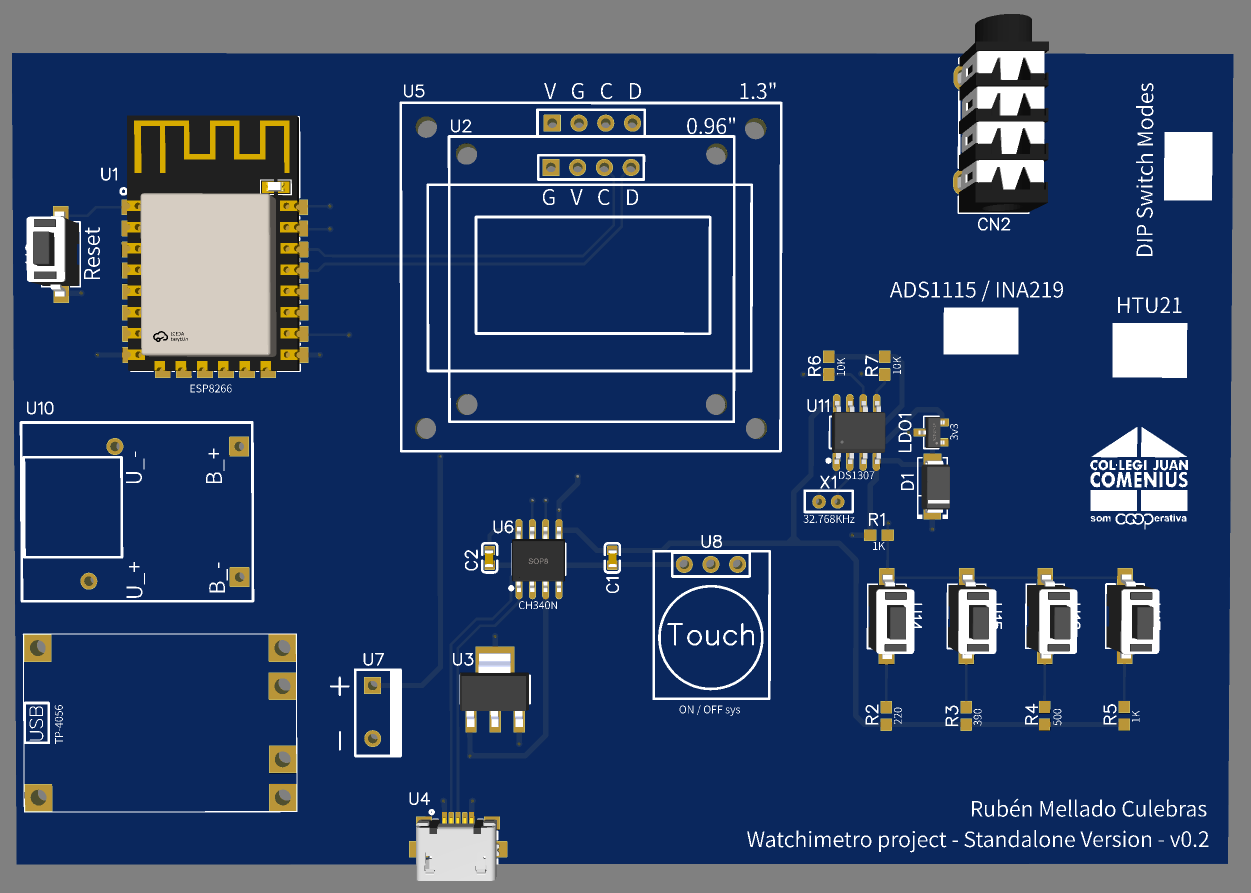 U5
V G C D
1.3"
U2
0.96"
G V C D
U1
Reset
ESP8266
CN2
DIP Switch Modes
ADS1115 / INA219
HTU21
R6
10K
R7
10K
U11
DS1307
LDO1
3v3
X1
32.768KHz
D1
R1
1K
COL·LEGI JUAN
COMENIUS
som cooperativa
U10
U_-
B_+
U_+
B_-
U6
SOP8
CH340N
C2
C1
U8
Touch
ON / OFF sys
U14
U15
USB
TP-4056
U7
+
–
U3
R2
220
R3
390
R4
500
R5
1K
U4
Rubén Mellado Culebras
Watchimetro project - Standalone Version - v0.2